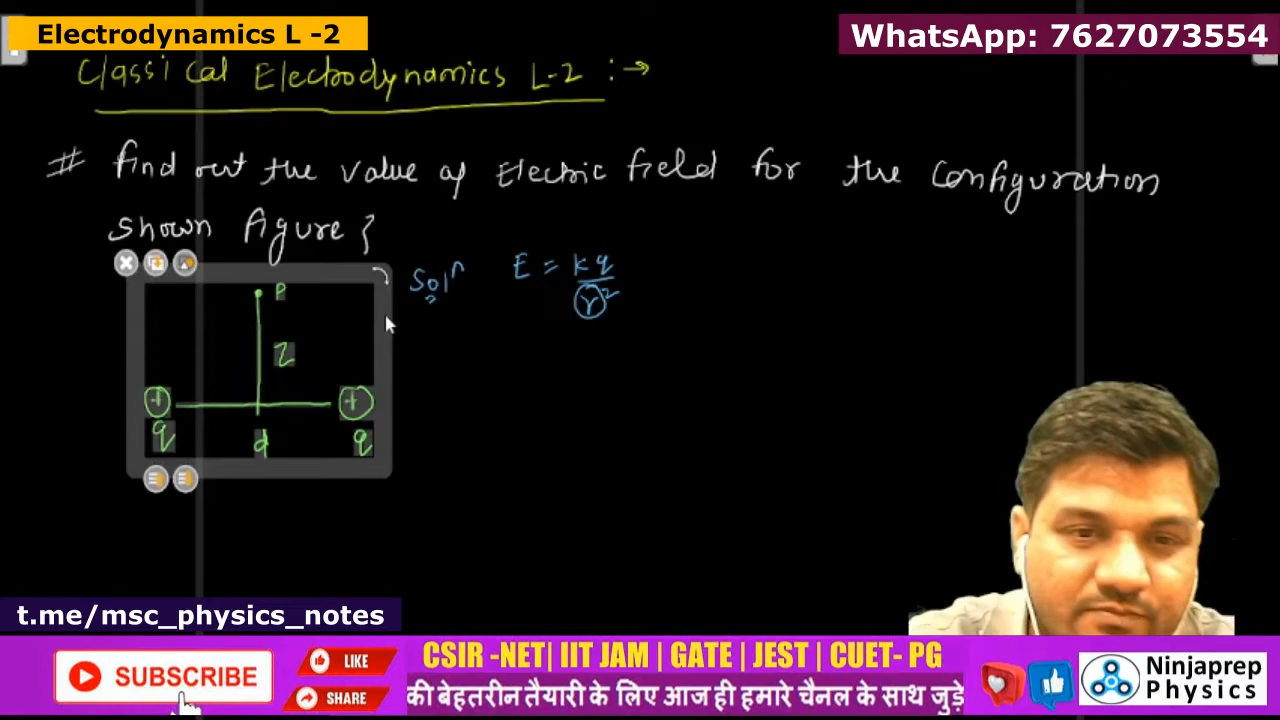 Electrodynamics L -2
WhatsApp: 7627073554
Classical Electrodynamics L-2 :→
# find out the value of Electric field for the Configuration
shown figure }
P
z
+ +
q d q
Solⁿ E = kq/r²
t.me/msc_physics_notes
SUBSCRIBE
LIKE
SHARE
CSIR -NET| IIT JAM | GATE | JEST | CUET- PG
की बेहतरीन तैयारी के लिए आज ही हमारे चैनल के साथ जुड़े
Ninjaprep
Physics